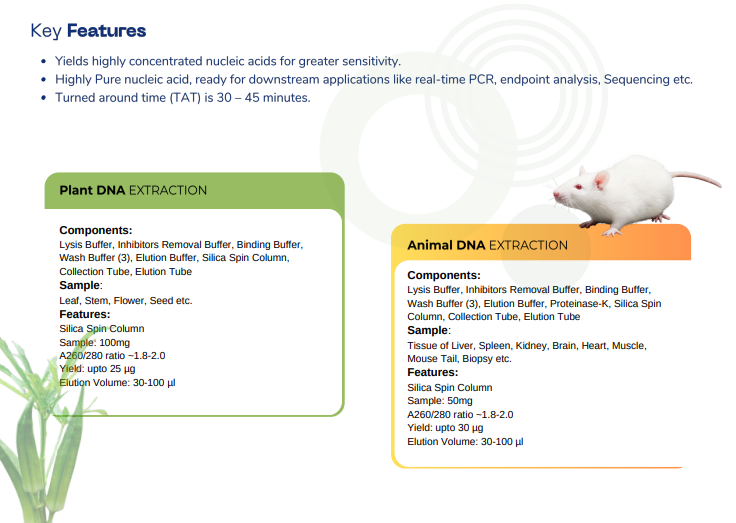 Key Features
• Yields highly concentrated nucleic acids for greater sensitivity.
• Highly Pure nucleic acid, ready for downstream applications like real-time PCR, endpoint analysis, Sequencing etc.
• Turned around time (TAT) is 30 – 45 minutes.
Plant DNA EXTRACTION
Components:
Lysis Buffer, Inhibitors Removal Buffer, Binding Buffer,
Wash Buffer (3), Elution Buffer, Silica Spin Column,
Collection Tube, Elution Tube
Sample:
Leaf, Stem, Flower, Seed etc.
Features:
Silica Spin Column
Sample: 100mg
A260/280 ratio ~1.8-2.0
Yield: upto 25 µg
Elution Volume: 30-100 µl
Animal DNA EXTRACTION
Components:
Lysis Buffer, Inhibitors Removal Buffer, Binding Buffer,
Wash Buffer (3), Elution Buffer, Proteinase-K, Silica Spin
Column, Collection Tube, Elution Tube
Sample:
Tissue of Liver, Spleen, Kidney, Brain, Heart, Muscle,
Mouse Tail, Biopsy etc.
Features:
Silica Spin Column
Sample: 50mg
A260/280 ratio ~1.8-2.0
Yield: upto 30 µg
Elution Volume: 30-100 µl